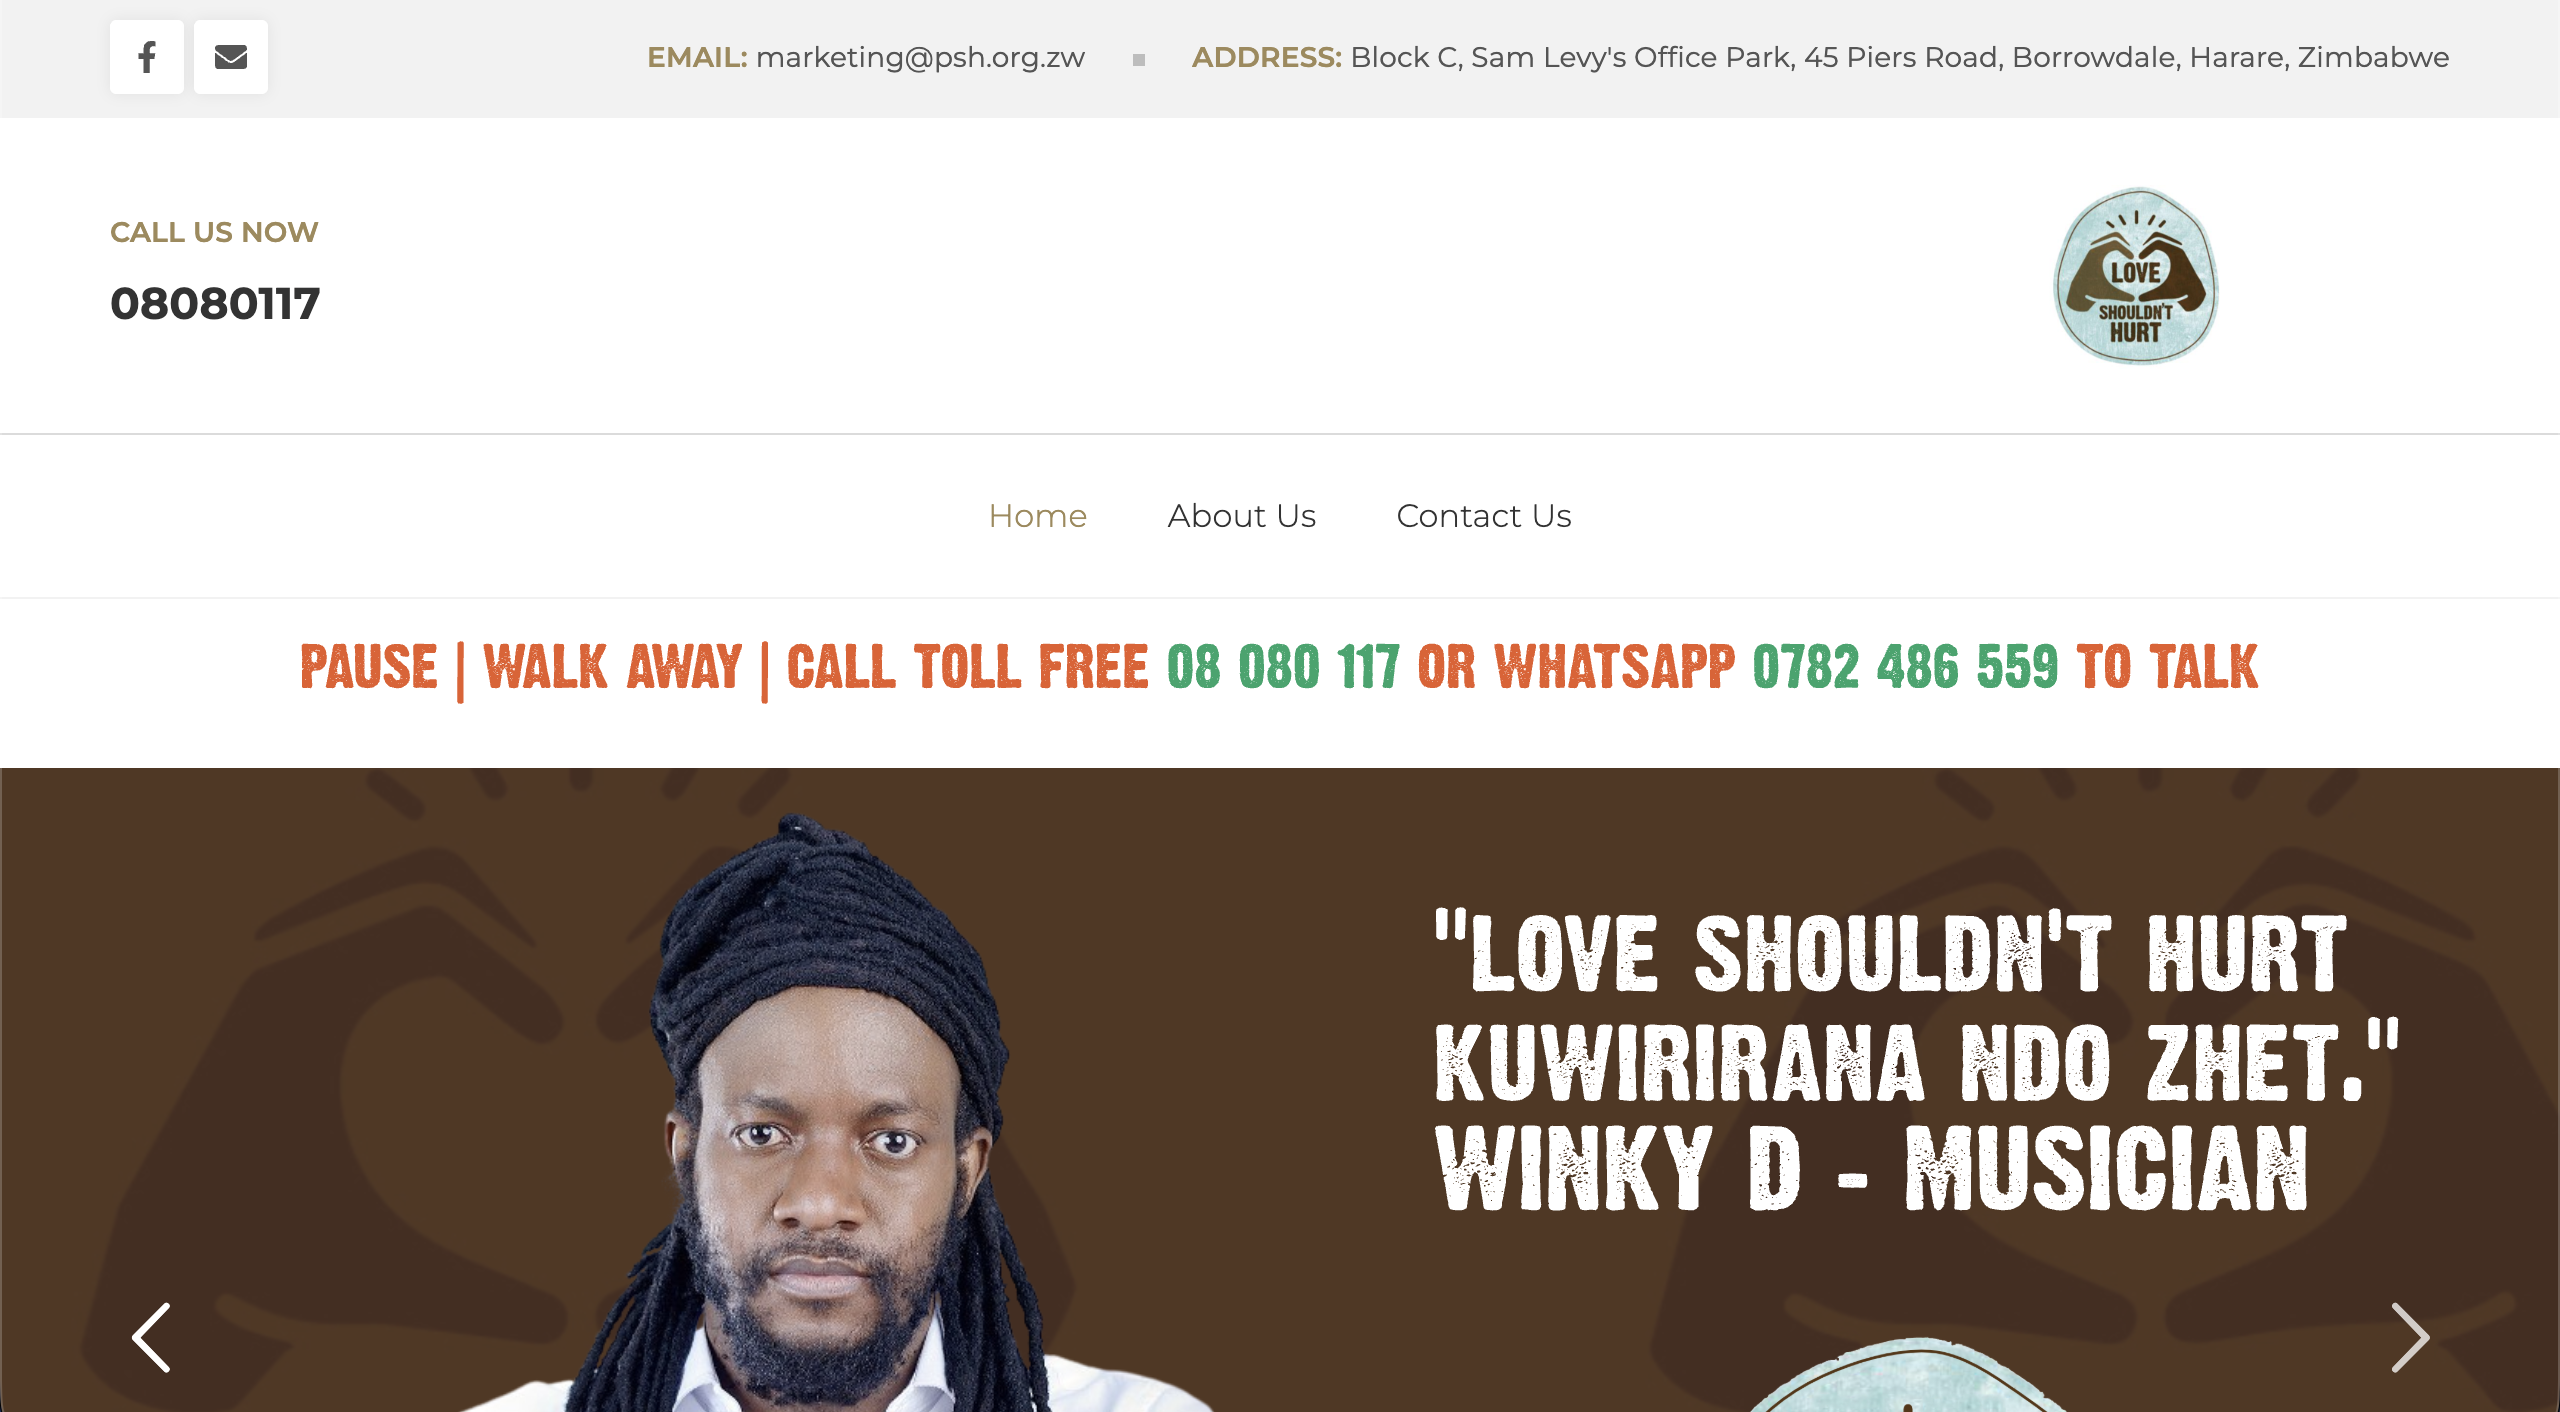 EMAIL: marketing@psh.org.zw ADDRESS: Block C, Sam Levy's Office Park, 45 Piers Road, Borrowdale, Harare, Zimbabwe
CALL US NOW
08080117
LOVE
SHOULDN'T
HURT
Home About Us Contact Us
PAUSE | WALK AWAY | CALL TOLL FREE 08 080 117 OR WHATSAPP 0782 486 559 TO TALK
"LOVE SHOULDN'T HURT
KUWIRIRANA NDO ZHET."
WINKY D - MUSICIAN